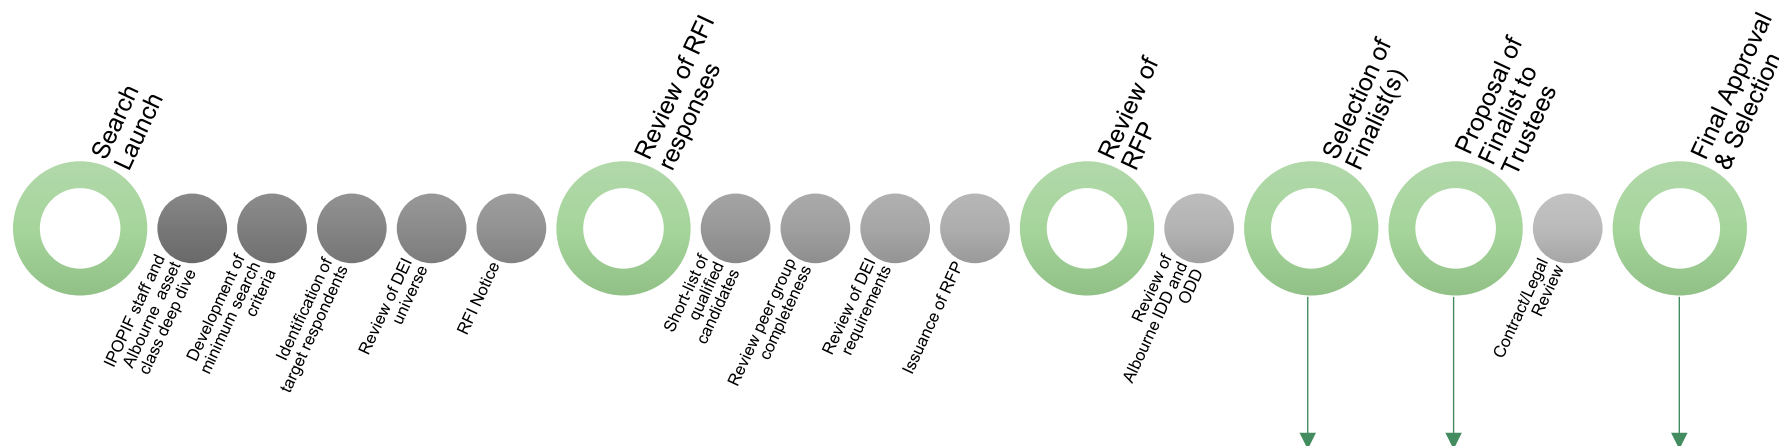 Search
Launch
IPOPIF staff and
Albourne asset
class deep dive
Development of
minimum search
criteria
Identification of
target respondents
Review of DEI
universe
RFI Notice
Review of RFI
responses
Short-list of
qualified
candidates
Review peer group
completeness
Review of DEI
requirements
Issuance of RFP
Review of
RFP
Review of
Albourne IDD and
ODD
Selection of
Finalist(s)
Proposal of
Finalist to
Trustees
Contract/Legal
Review
Final Approval
& Selection